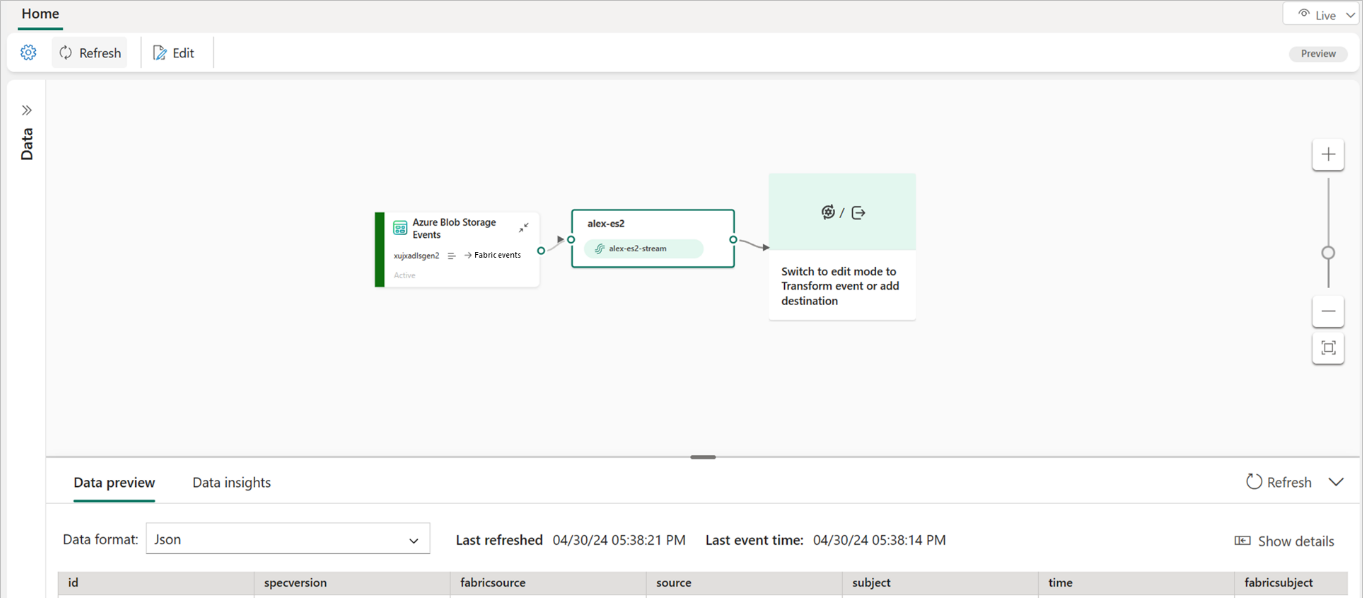 Home
Live
Refresh
Edit
Preview
Data
Azure Blob Storage
Events
xujxadlsgen2
Fabric events
Active
alex-es2
alex-es2-stream
/
Switch to edit mode to
Transform event or add
destination
Data preview
Data insights
Refresh
Data format:
Json
Last refreshed 04/30/24 05:38:21 PM
Last event time: 04/30/24 05:38:14 PM
Show details
id
specversion
fabricsource
source
subject
time
fabricsubject